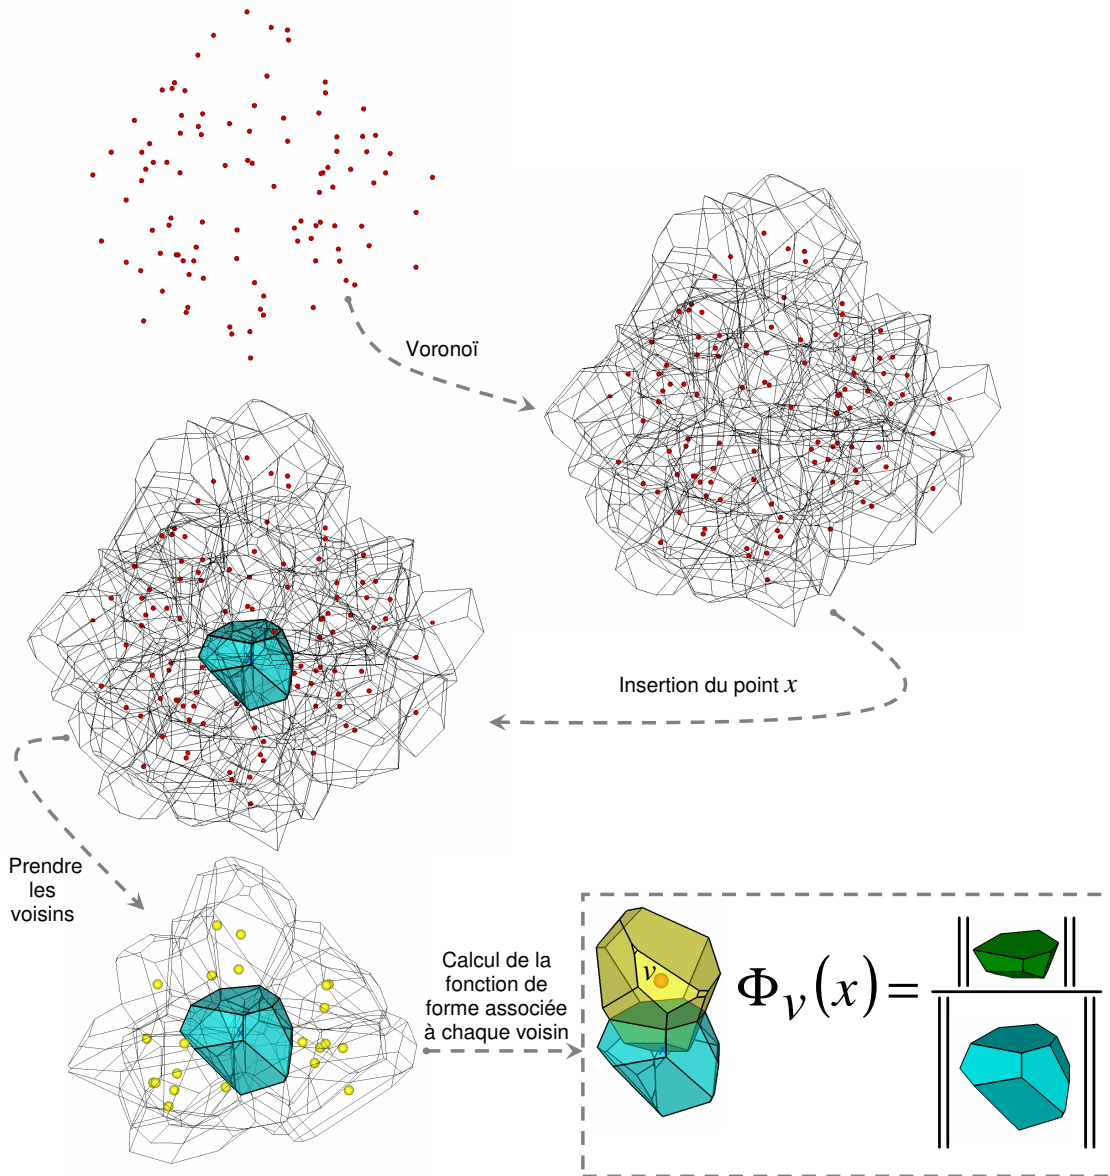 Voronoï
Insertion du point x
Prendre
les
voisins
Calcul de la
fonction de
forme associée
à chaque voisin
v
Φv(x) =